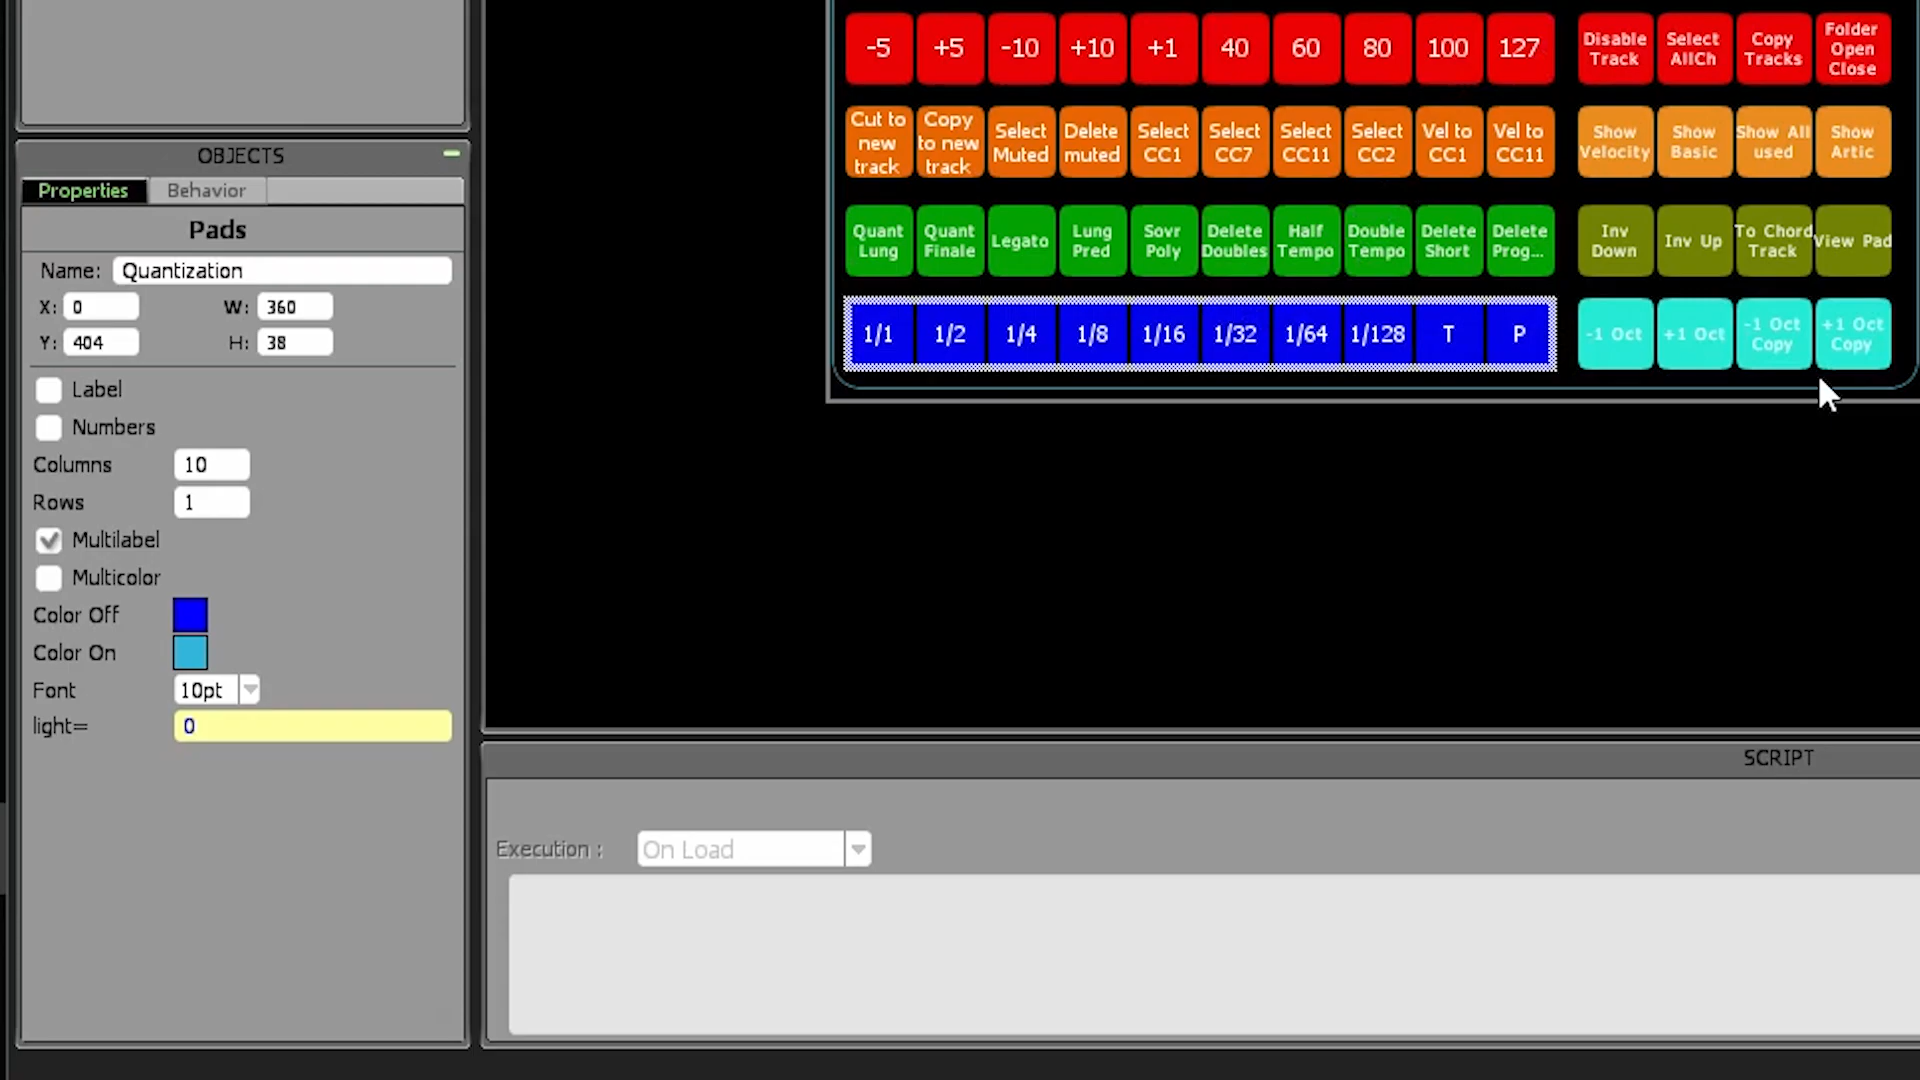 -5 +5 -10 +10 +1 40 60 80 100 127
Disable Track Select AllCh Copy Tracks Folder Open Close
Cut to new track Copy to new track Select Muted Delete muted Select CC1 Select CC7 Select CC11 Select CC2 Vel to CC1 Vel to CC11
Show Velocity Show Basic Show All used Show Artic
Quant Lung Quant Finale Legato Lung Pred Sovr Poly Delete Doubles Half Tempo Double Tempo Delete Short Delete Prog...
Inv Down Inv Up To Chord Track View Pad
1/1 1/2 1/4 1/8 1/16 1/32 1/64 1/128 T P
-1 Oct +1 Oct -1 Oct Copy +1 Oct Copy
OBJECTS
Properties Behavior
Pads
Name: Quantization
X: 0 W: 360
Y: 404 H: 38
Label
Numbers
Columns 10
Rows 1
Multilabel
Multicolor
Color Off
Color On
Font 10pt
light= 0
SCRIPT
Execution : On Load